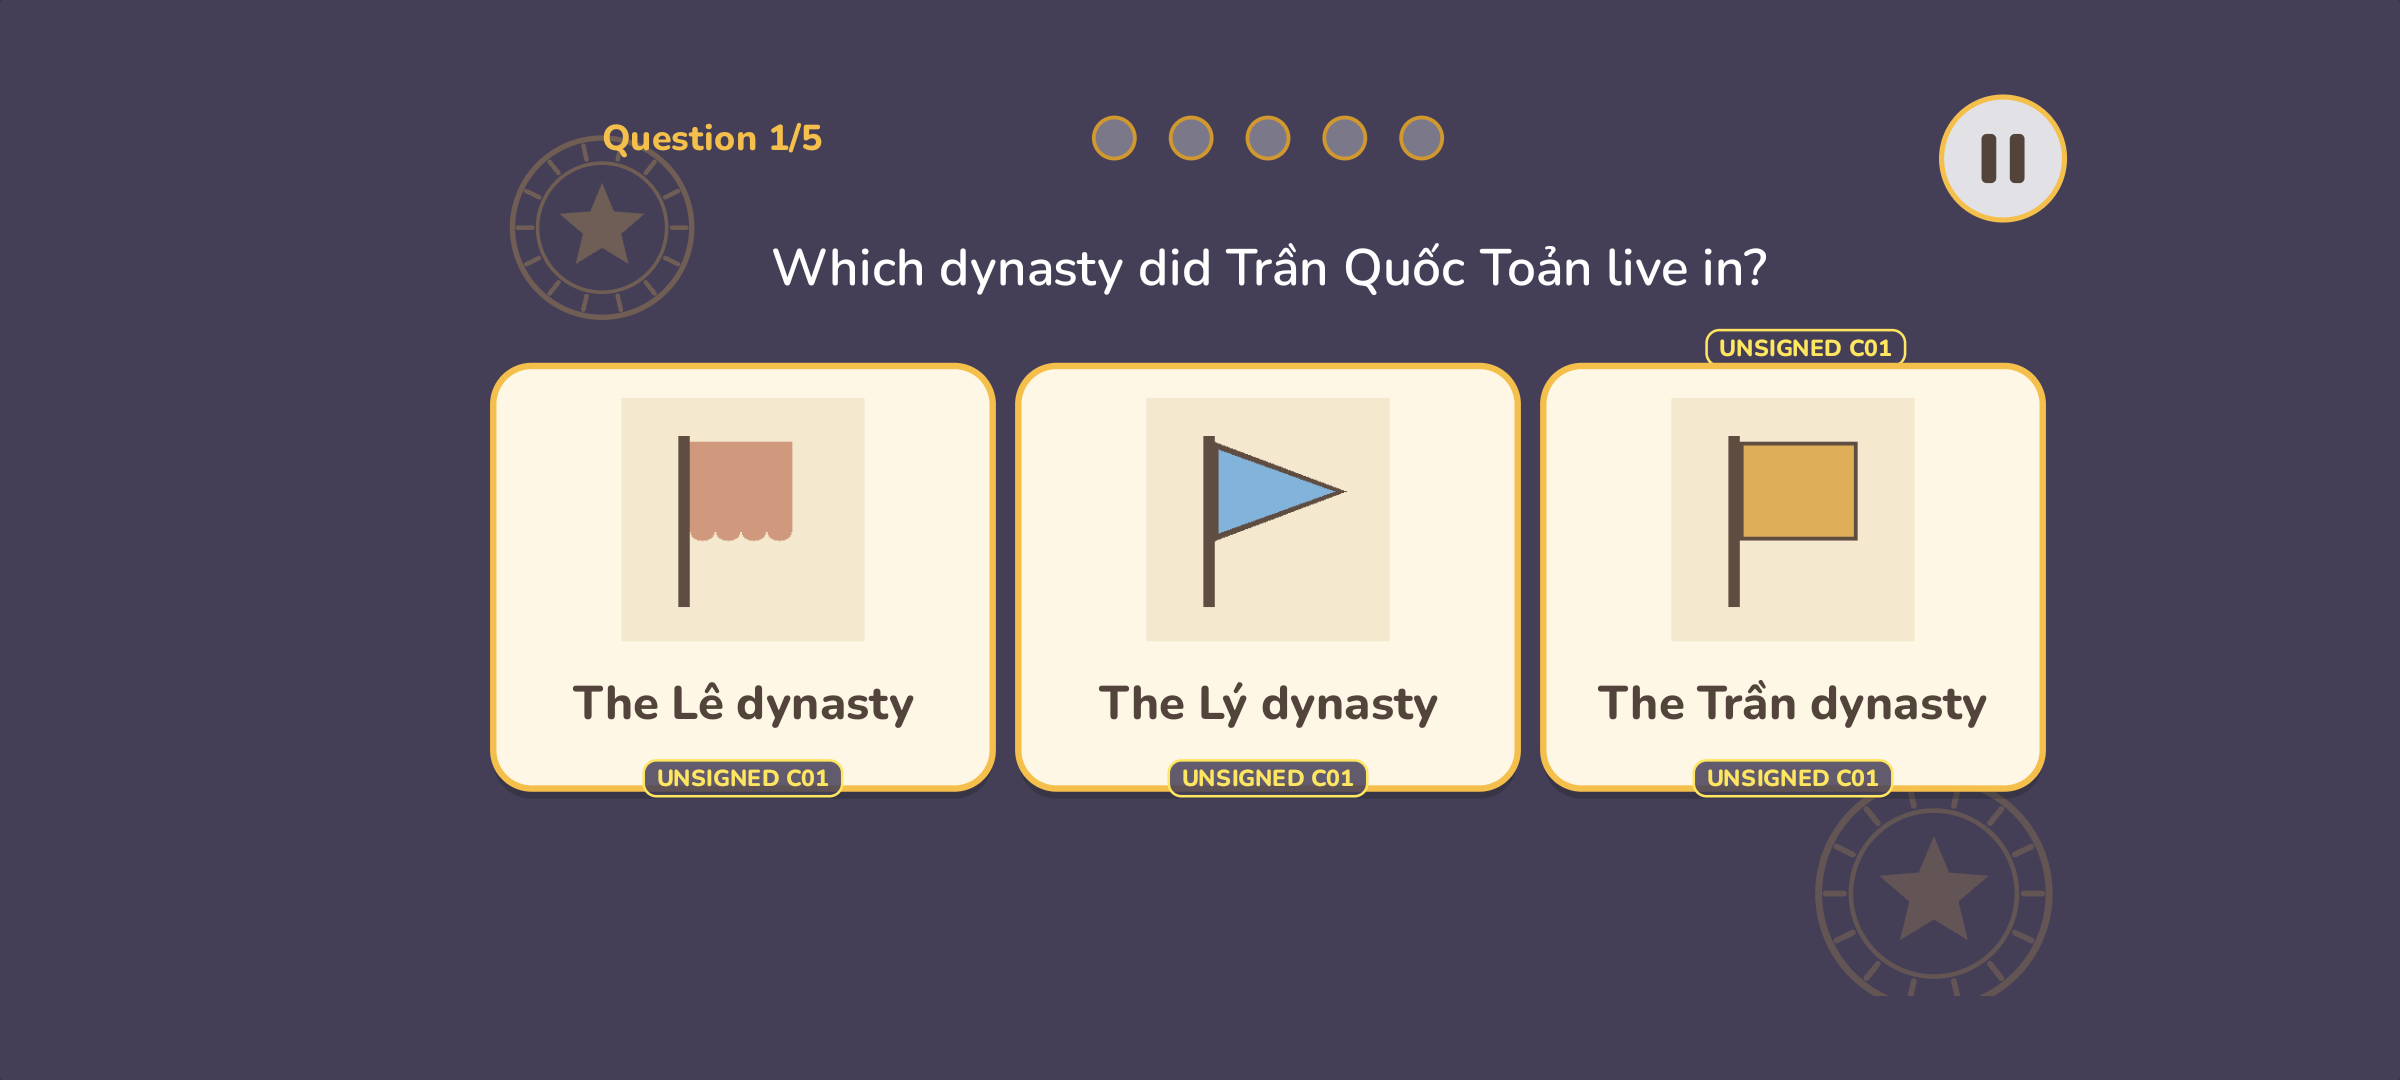 Question 1/5
Which dynasty did Trần Quốc Toản live in?
UNSIGNED C01
The Lê dynasty
The Lý dynasty
The Trần dynasty
UNSIGNED C01
UNSIGNED C01
UNSIGNED C01